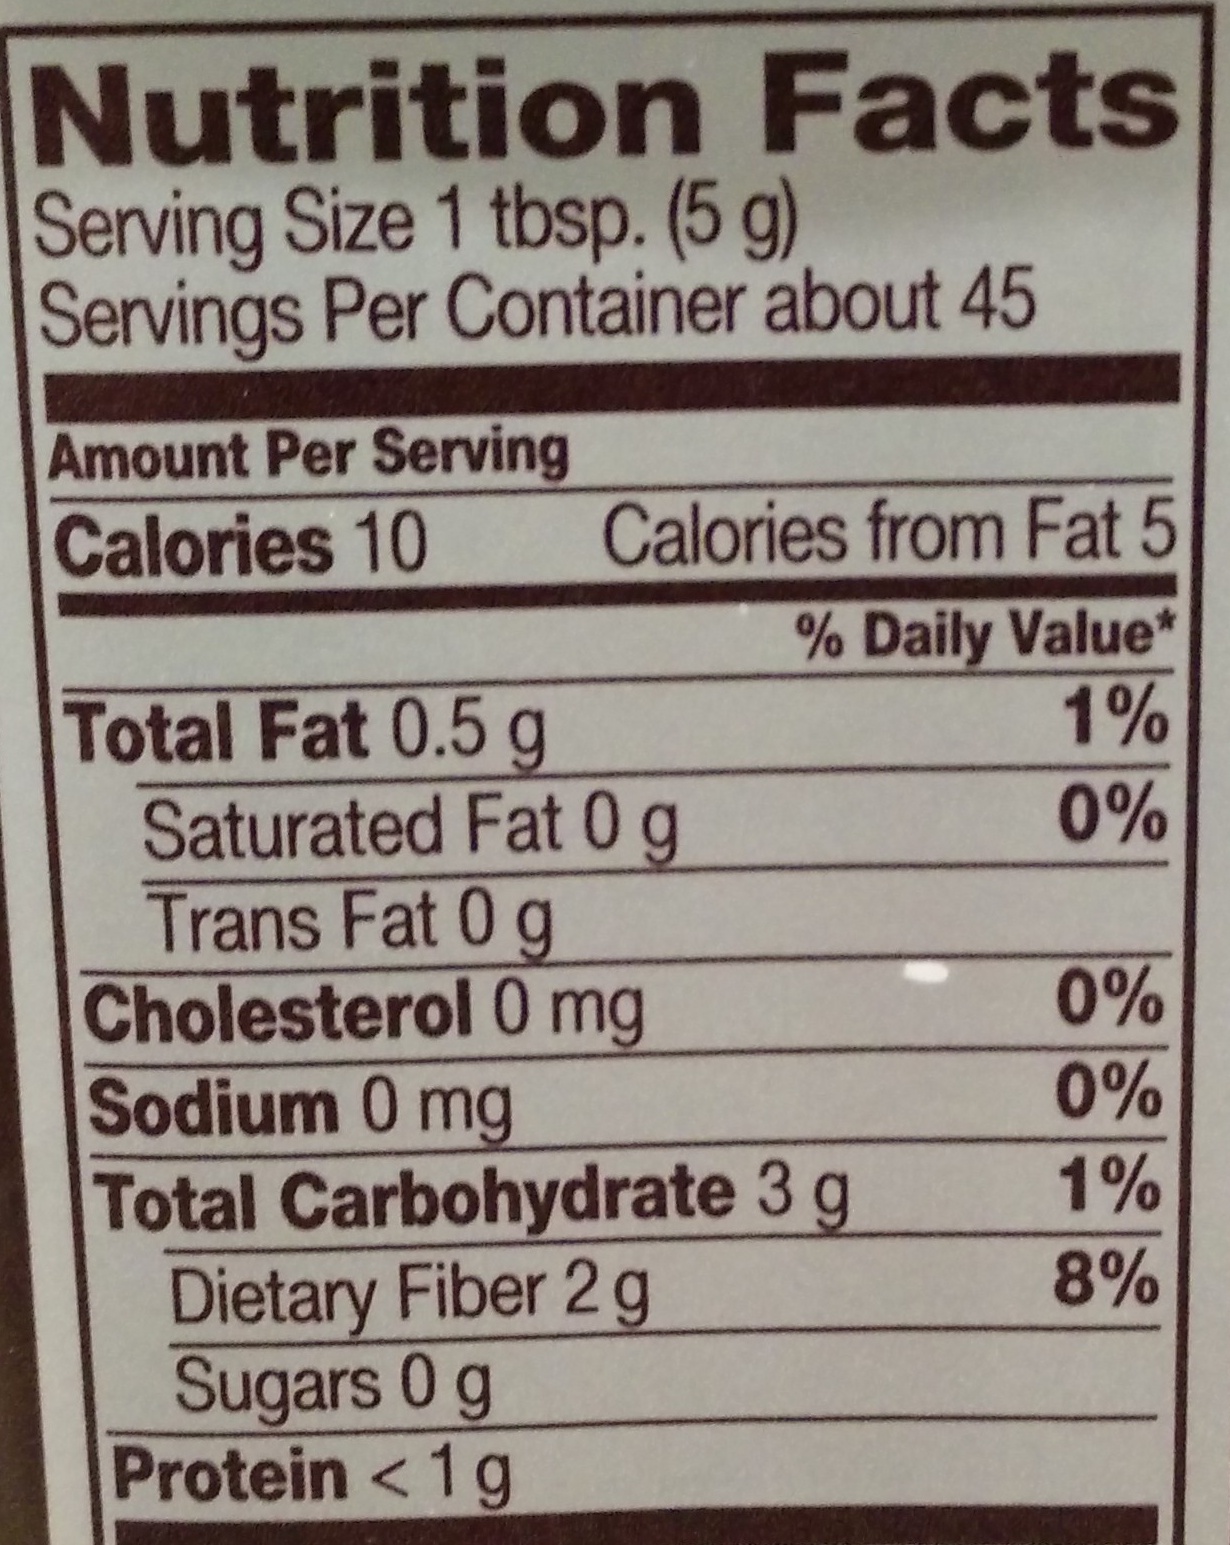 Nutrition Facts
Serving Size 1 tbsp. (5 g)
Servings Per Container about 45
Amount Per Serving
Calories 10 Calories from Fat 5
% Daily Value*
Total Fat 0.5 g 1%
Saturated Fat 0 g 0%
Trans Fat 0 g
Cholesterol 0 mg 0%
Sodium 0 mg 0%
Total Carbohydrate 3 g 1%
Dietary Fiber 2 g 8%
Sugars 0 g
Protein < 1 g